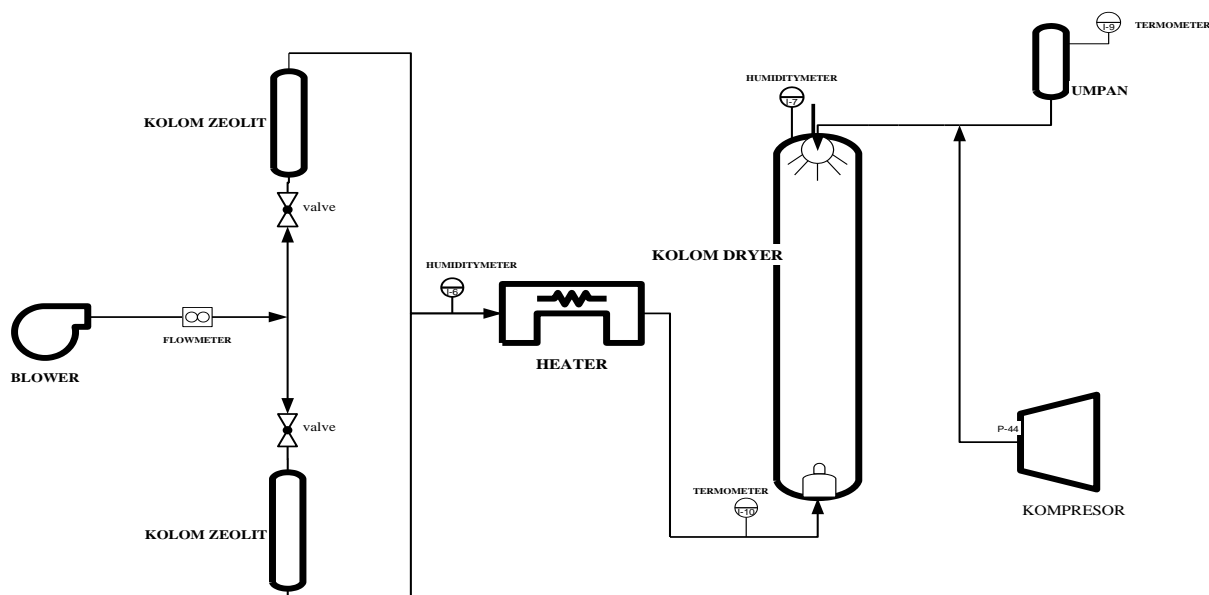 I-9
TERMOMETER
HUMIDITYMETER
I-7
UMPAN
KOLOM ZEOLIT
valve
KOLOM DRYER
HUMIDITYMETER
I-6
FLOWMETER
HEATER
BLOWER
valve
P-44
TERMOMETER
I-10
KOMPRESOR
KOLOM ZEOLIT